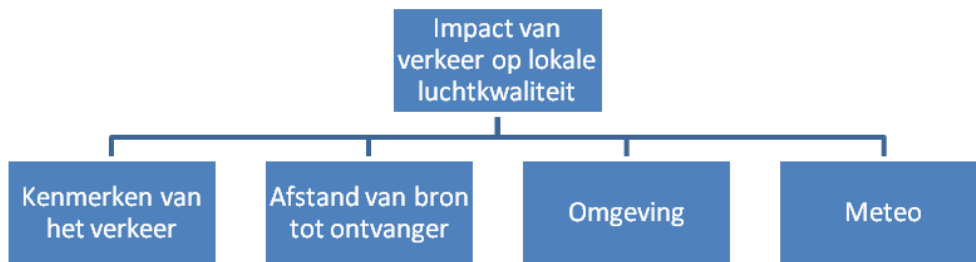 Impact van
verkeer op lokale
luchtkwaliteit
Kenmerken van
het verkeer
Afstand van bron
tot ontvanger
Omgeving
Meteo